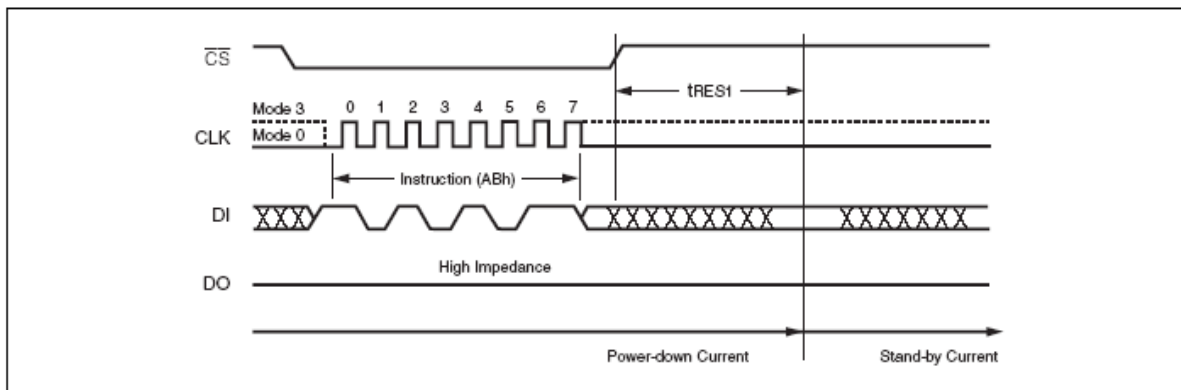 CS
tRES1
Mode 3 0 1 2 3 4 5 6 7
CLK
Mode 0
Instruction (ABh)
DI
High Impedance
DO
Power-down Current Stand-by Current